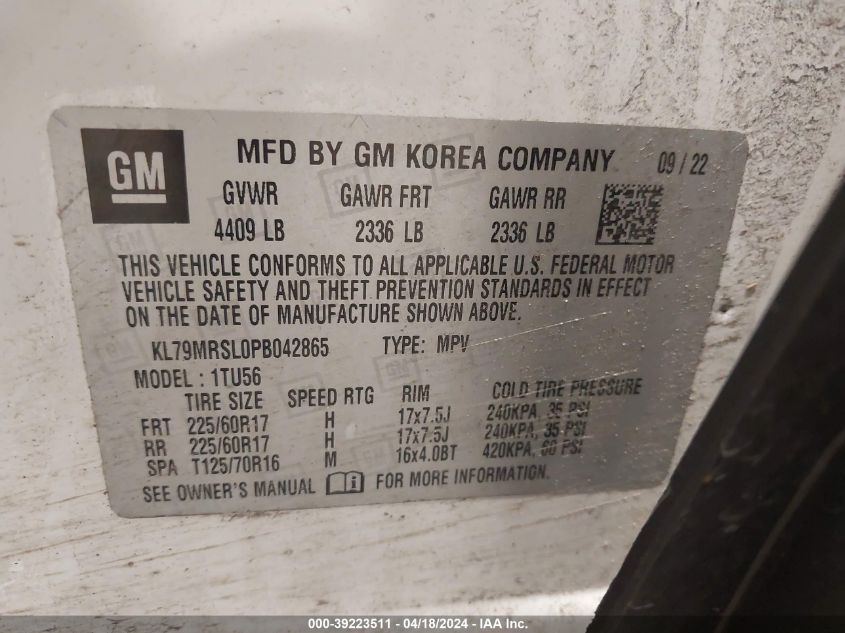 GM MFD BY GM KOREA COMPANY 09 / 22
GVWR GAWR FRT GAWR RR
4409 LB 2336 LB 2336 LB
THIS VEHICLE CONFORMS TO ALL APPLICABLE U.S. FEDERAL MOTOR
VEHICLE SAFETY AND THEFT PREVENTION STANDARDS IN EFFECT
ON THE DATE OF MANUFACTURE SHOWN ABOVE.
KL79MRSL0PB042865 TYPE: MPV
MODEL : 1TU56
TIRE SIZE SPEED RTG RIM COLD TIRE PRESSURE
FRT 225/60R17 H 17x7.5J 240KPA, 35 PSI
RR 225/60R17 H 17x7.5J 240KPA, 35 PSI
SPA T125/70R16 M 16x4.0BT 420KPA, 60 PSI
SEE OWNER'S MANUAL i FOR MORE INFORMATION.
000-39223511 - 04/18/2024 - IAA Inc.